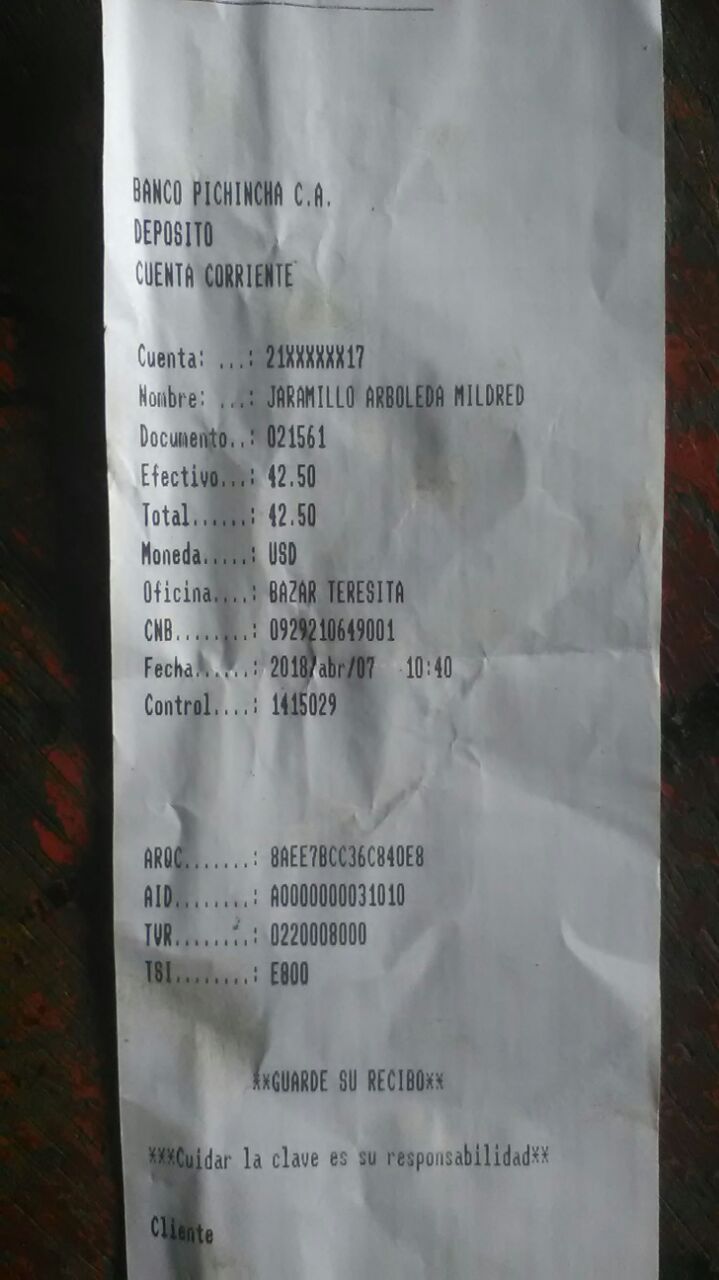 BANCO PICHINCHA C.A.
DEPOSITO
CUENTA CORRIENTE
Cuenta: ...: 21XXXXXX17
Nombre: ...: JARAMILLO ARBOLEDA MILDRED
Documento..: 021561
Efectivo...: 42.50
Total......: 42.50
Moneda.....: USD
Oficina....: BAZAR TERESITA
CNB........: 0929210649001
Fecha......: 2018/abr/07 10:40
Control....: 1415029
ARQC.......: 8AEE7BCC36C840E8
AID........: A0000000031010
TVR........: 0220008000
TSI........: E800
**GUARDE SU RECIBO**
***Cuidar la clave es su responsabilidad**
Cliente